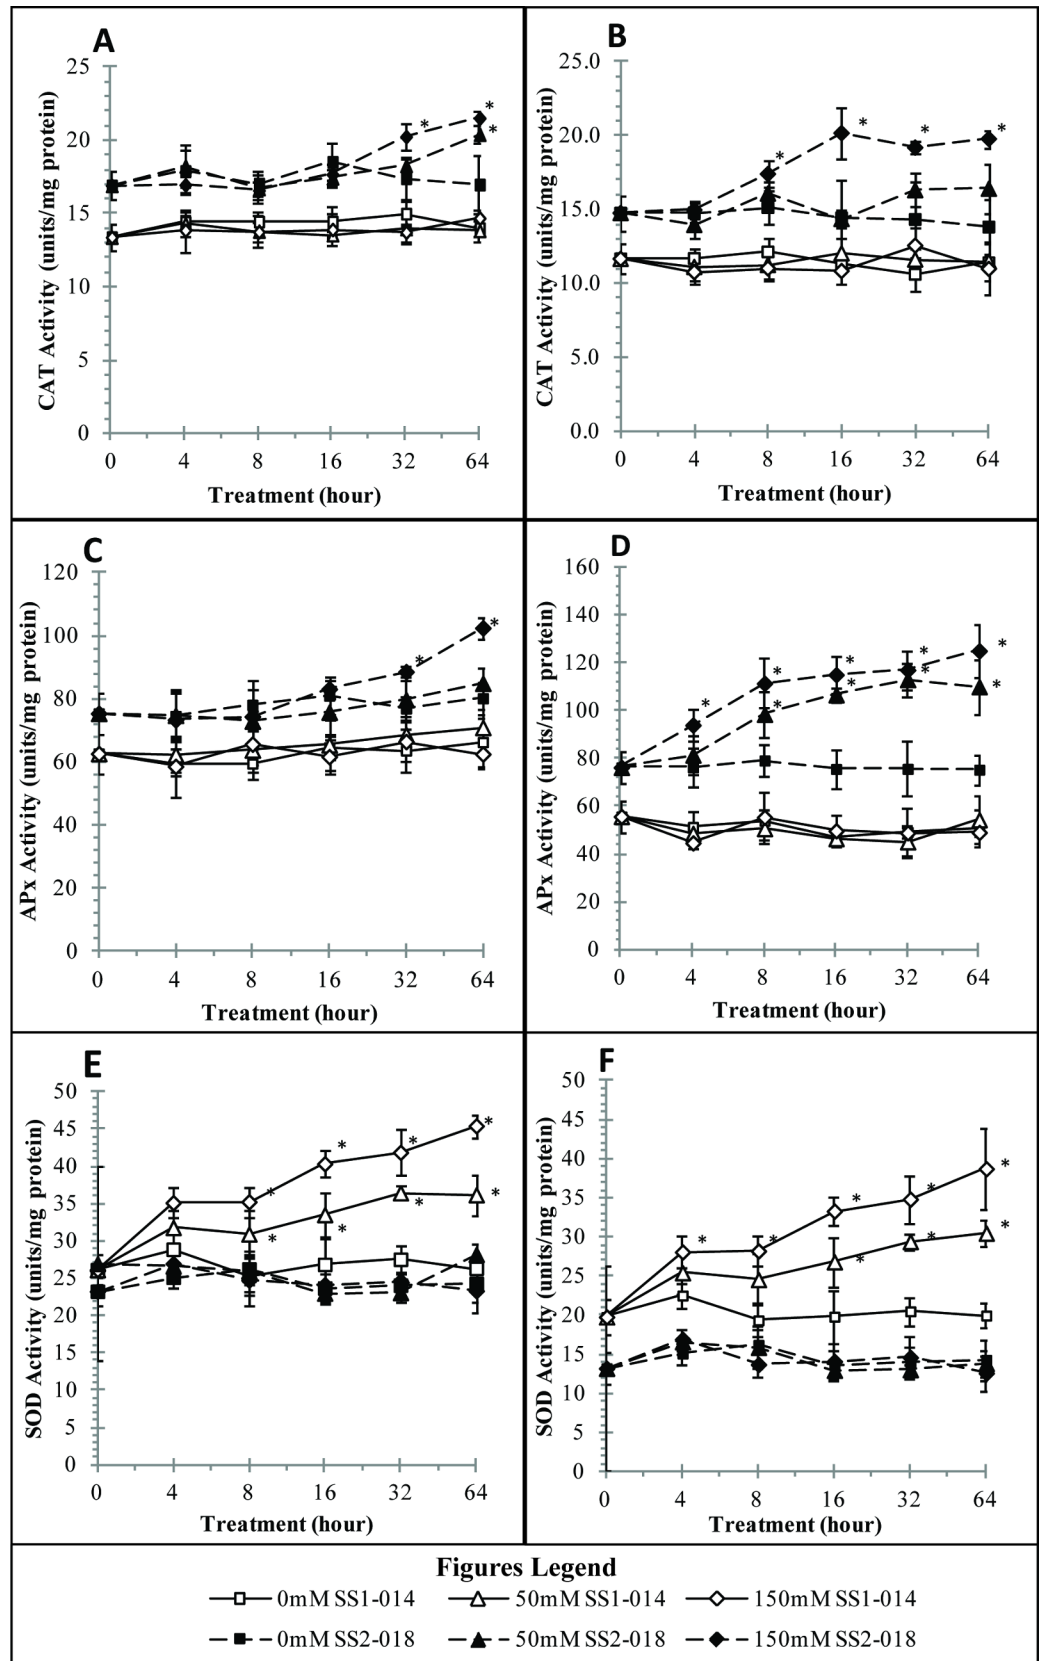 A
25
20
15
10
5
0
CAT Activity (units/mg protein)
* * *
0 4 8 16 32 64
Treatment (hour)
B
25.0
20.0
15.0
10.0
5.0
0.0
CAT Activity (units/mg protein)
* * * *
0 4 8 16 32 64
Treatment (hour)
C
120
100
80
60
40
20
0
APx Activity (units/mg protein)
* *
0 4 8 16 32 64
Treatment (hour)
D
160
140
120
100
80
60
40
20
0
APx Activity (units/mg protein)
* * * * * * * * *
0 4 8 16 32 64
Treatment (hour)
E
50
45
40
35
30
25
20
15
10
5
0
SOD Activity (units/mg protein)
* * * * * * * *
0 4 8 16 32 64
Treatment (hour)
F
50
45
40
35
30
25
20
15
10
5
0
SOD Activity (units/mg protein)
* * * * * * * *
0 4 8 16 32 64
Treatment (hour)
Figures Legend
0mM SS1-014 50mM SS1-014 150mM SS1-014
0mM SS2-018 50mM SS2-018 150mM SS2-018